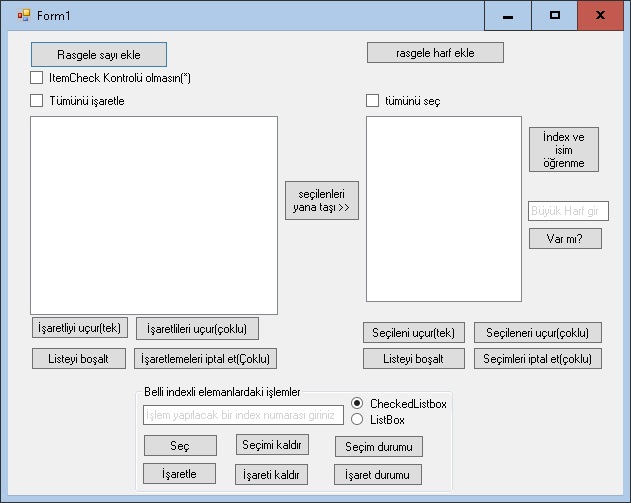 Form1
Rasgele sayı ekle
rasgele harf ekle
ItemCheck Kontrolü olmasın(*)
Tümünü işaretle
tümünü seç
İndex ve
isim
öğrenme
seçilenleri
yana taşı >>
Büyük Harf gir
Var mı?
İşaretliyi uçur(tek)
İşaretlileri uçur(çoklu)
Seçileni uçur(tek)
Seçileneri uçur(çoklu)
Listeyi boşalt
İşaretlemeleri iptal et(Çoklu)
Listeyi boşalt
Seçimleri iptal et(çoklu)
Belli indexli elemanlardaki işlemler
İşlem yapılacak bir index numarası giriniz
CheckedListbox
ListBox
Seç
Seçimi kaldır
Seçim durumu
İşaretle
İşareti kaldır
İşaret durumu